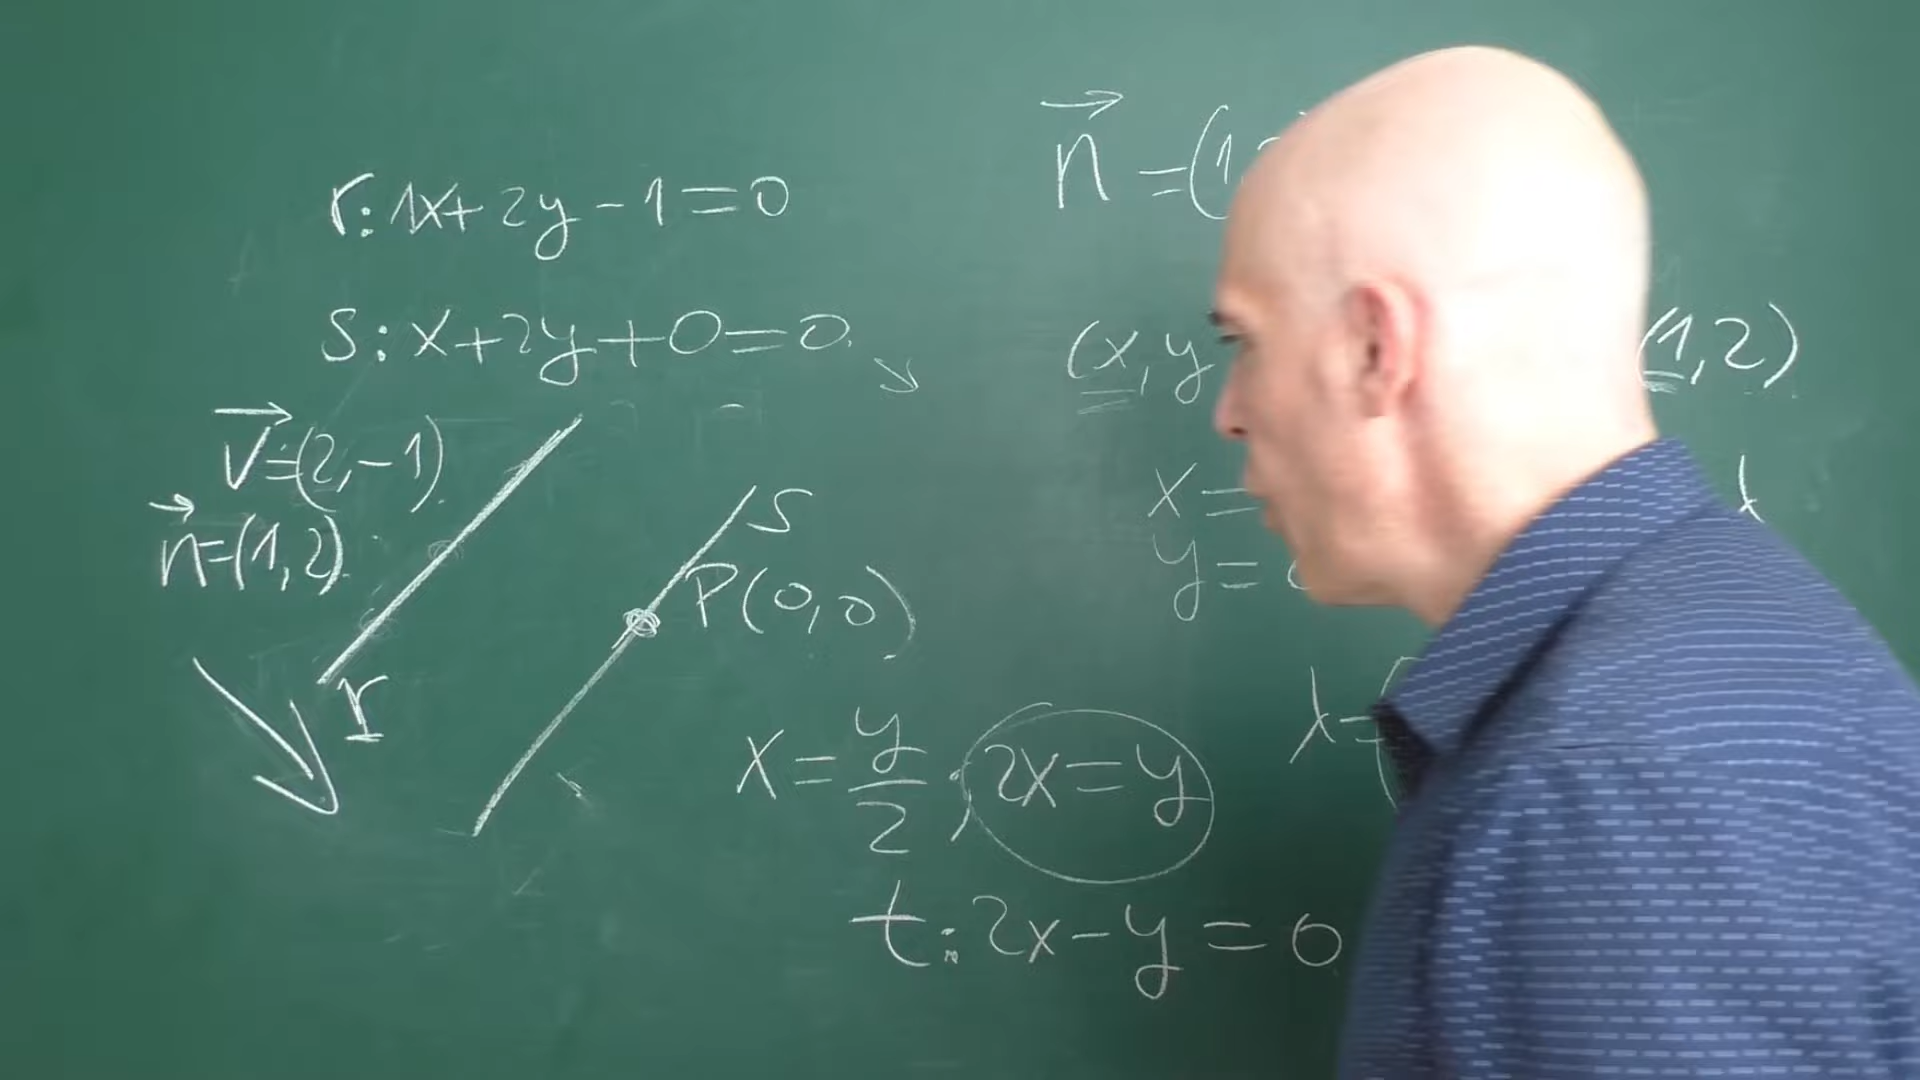 r: 1x+2y-1=0
s: x+2y+0=0.
v=(2,-1).
n=(1,2).
r
s
P(0,0)
n=(1,
(x,y
(1,2)
x=
y=
λ=
x=y/2; 2x=y
t: 2x-y=0